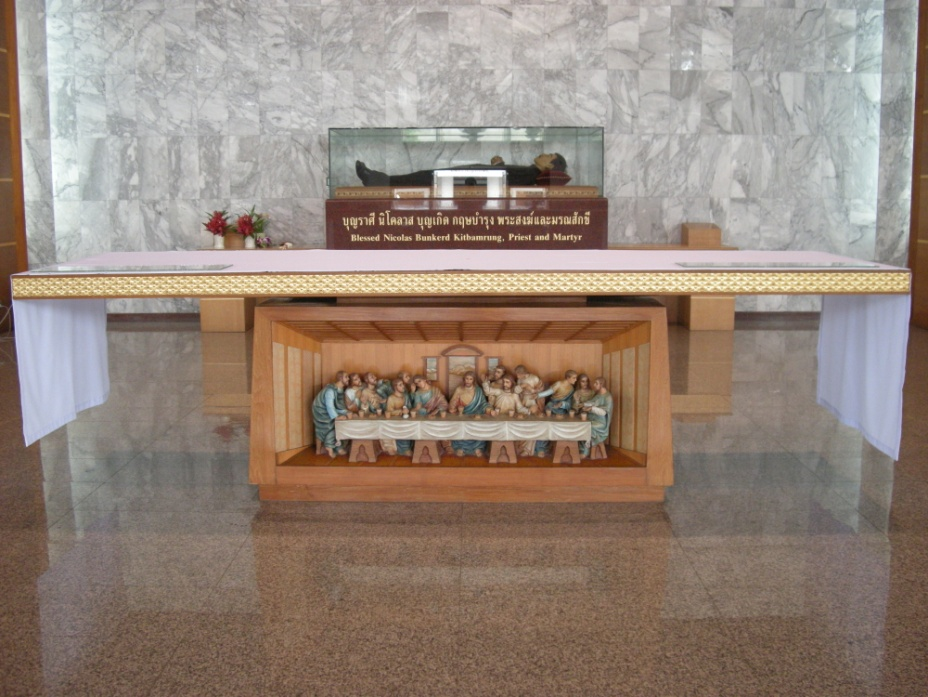 บุญราศี นิโคลาส บุญเกิด กฤษบำรุง พระสงฆ์และมรณสักขี
Blessed Nicolas Bunkerd Kitbamrung, Priest and Martyr